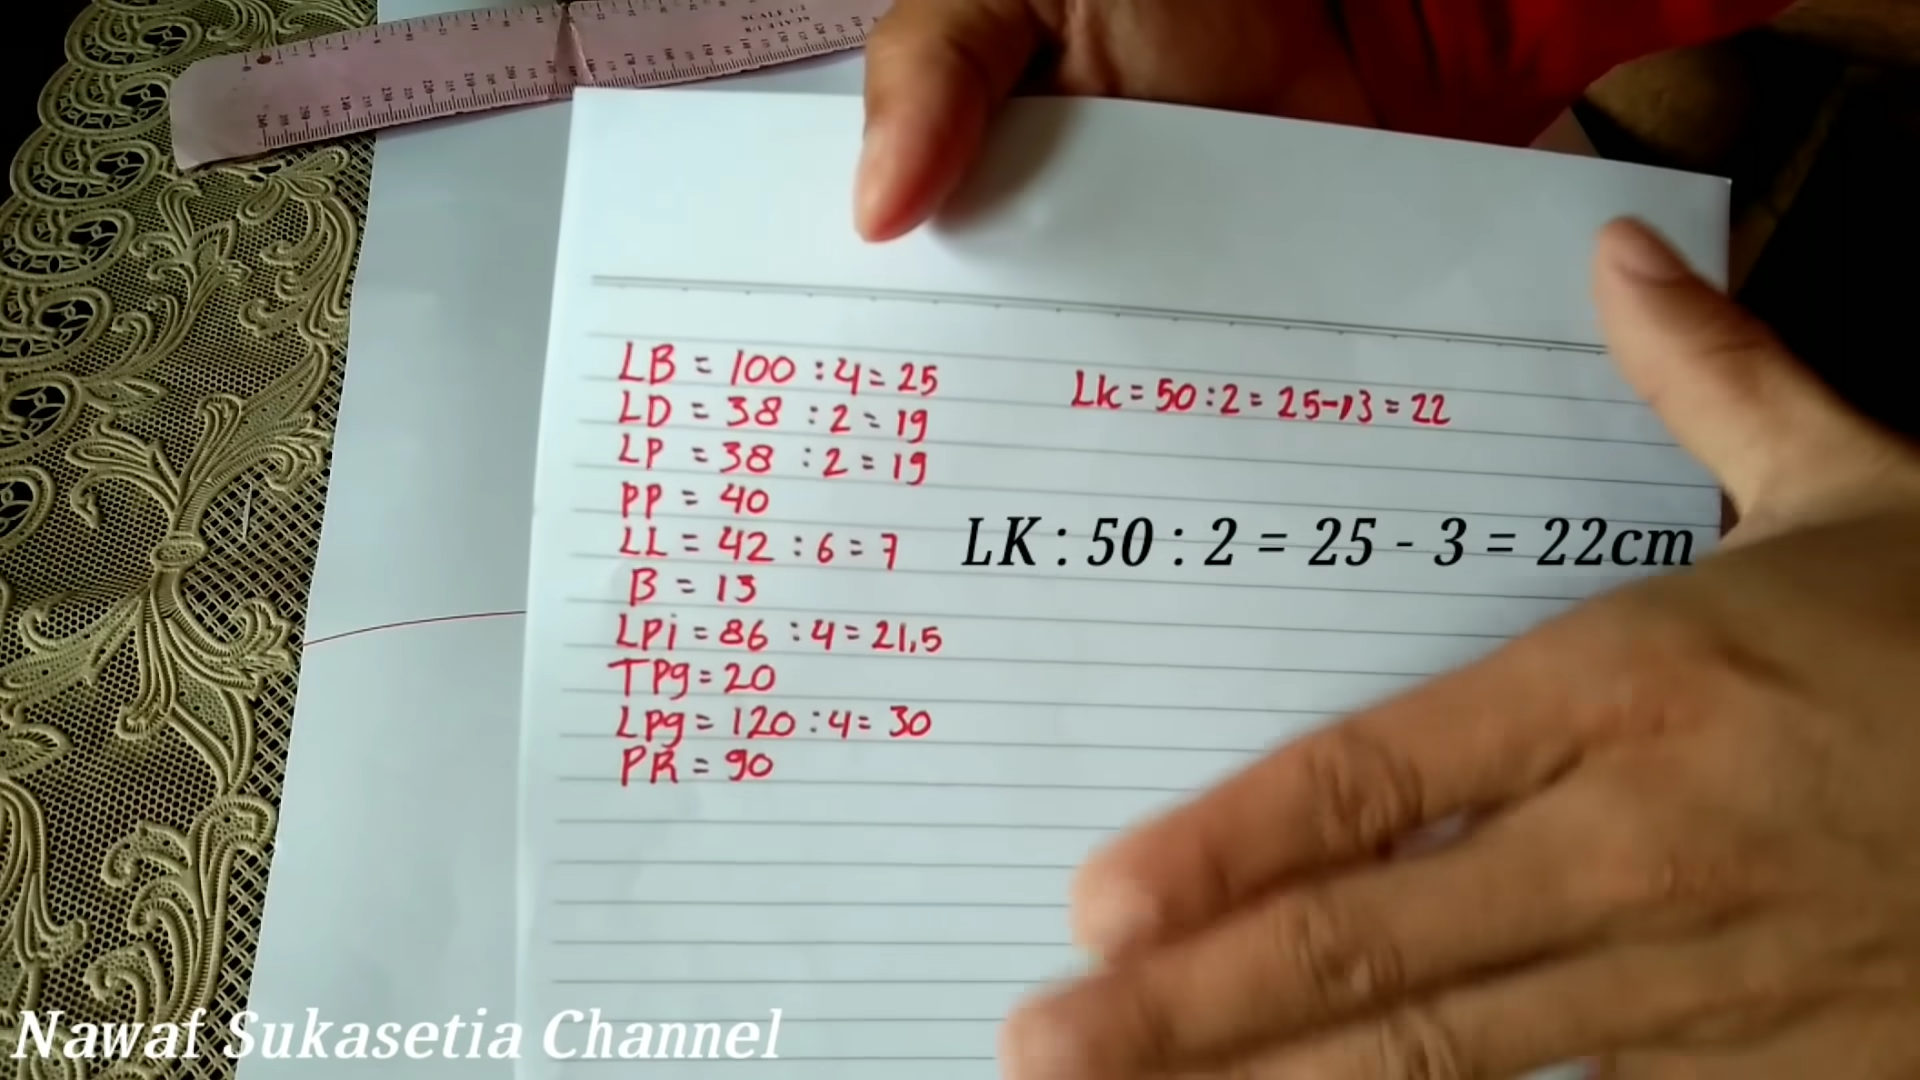 LB = 100 : 4 = 25
LD = 38 : 2 = 19
LP = 38 : 2 = 19
PP = 40
LL = 42 : 6 = 7
B = 13
LPi = 86 : 4 = 21,5
TPg = 20
Lpg = 120 : 4 = 30
PR = 90
Lk = 50 : 2 = 25 - 3 = 22
LK : 50 : 2 = 25 - 3 = 22cm
Nawaf Sukasetia Channel